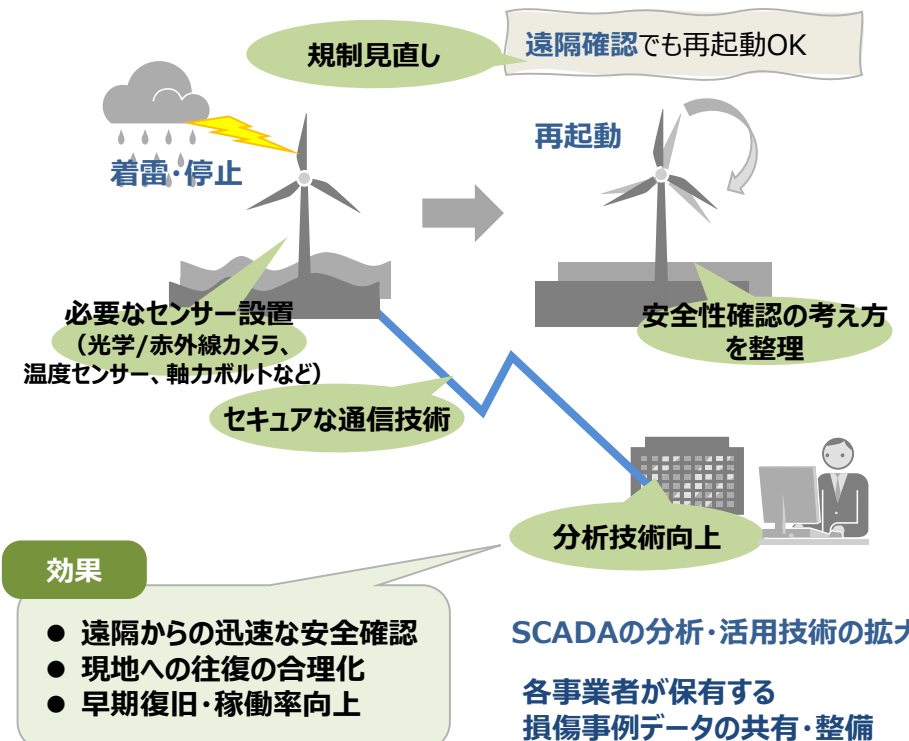 規制見直し
遠隔確認でも再起動OK
着雷・停止
再起動
必要なセンサー設置
（光学/赤外線カメラ、
温度センサー、軸力ボルトなど）
安全性確認の考え方
を整理
セキュアな通信技術
分析技術向上
効果
● 遠隔からの迅速な安全確認
● 現地への往復の合理化
● 早期復旧・稼働率向上
SCADAの分析・活用技術の拡大
各事業者が保有する
損傷事例データの共有・整備